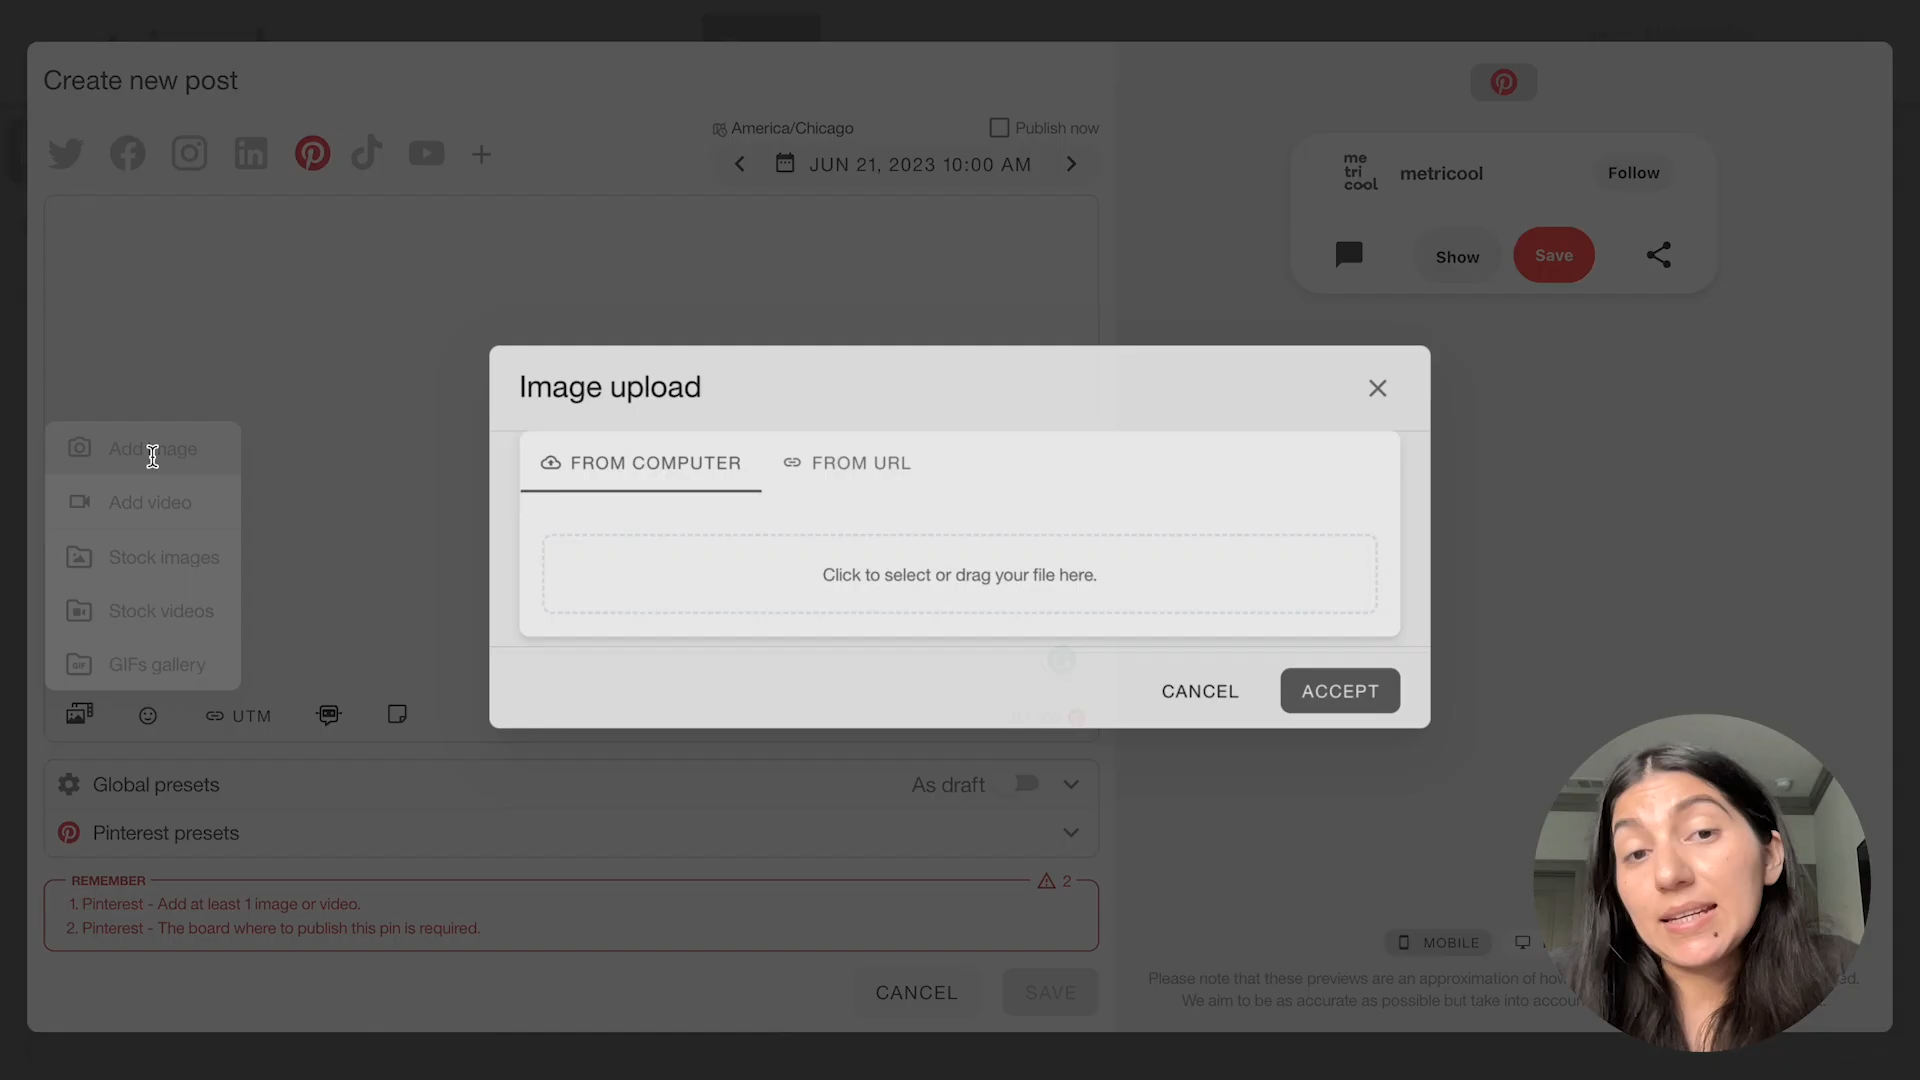 Create new post
America/Chicago
Publish now
JUN 21, 2023 10:00 AM
me
tri
cool
metricool
Follow
Show
Save
Image upload
FROM COMPUTER
FROM URL
Click to select or drag your file here.
CANCEL
ACCEPT
Add image
Add video
Stock images
Stock videos
GIF
GIFs gallery
UTM
Global presets
As draft
Pinterest presets
REMEMBER
2
1. Pinterest - Add at least 1 image or video.
2. Pinterest - The board where to publish this pin is required.
CANCEL
SAVE
MOBILE
Please note that these previews are an approximation of how
We aim to be as accurate as possible but take into